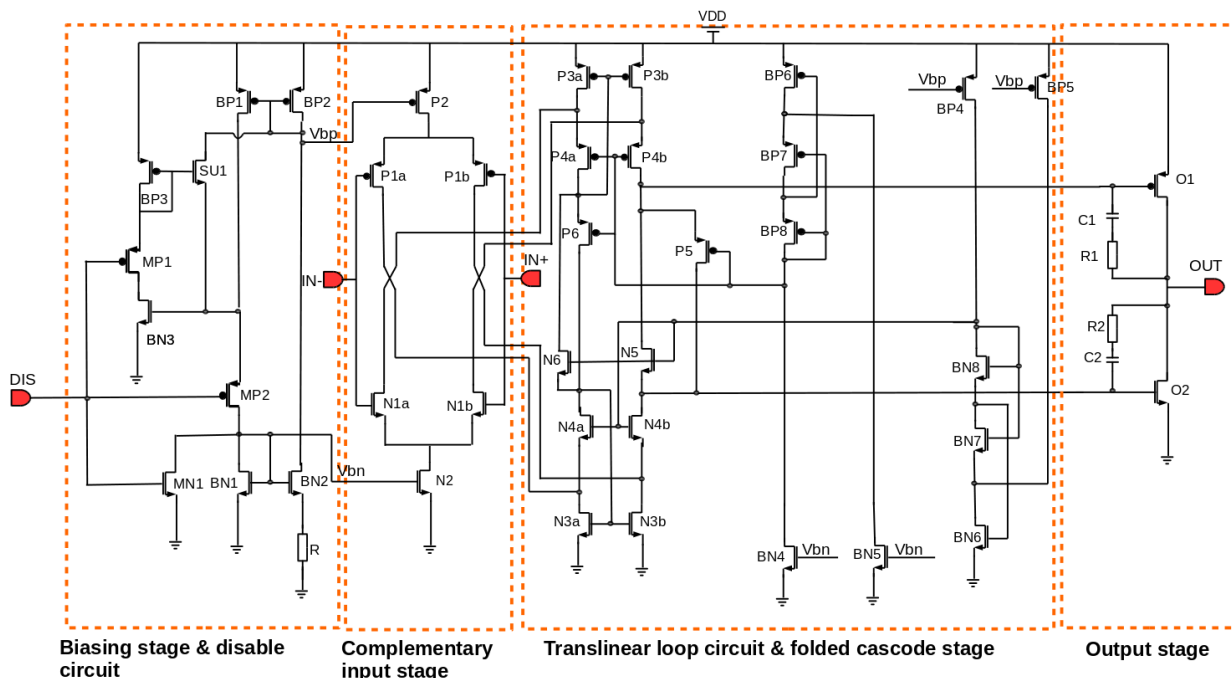 VDD
P3a
P3b
BP6
Vbp
Vbp
BP4
BP5
BP1
BP2
P2
Vbp
BP3
SU1
P1a
P1b
P4a
P4b
BP7
O1
C1
R1
P6
P5
BP8
MP1
BN3
IN-
IN+
OUT
R2
C2
N6
N5
BN8
DIS
MP2
O2
N1a
N1b
N4a
N4b
BN7
MN1
BN1
BN2
Vbn
N2
N3a
N3b
BN6
R
BN4
Vbn
BN5
Vbn
Biasing stage & disable
circuit
Complementary
input stage
Translinear loop circuit & folded cascode stage
Output stage